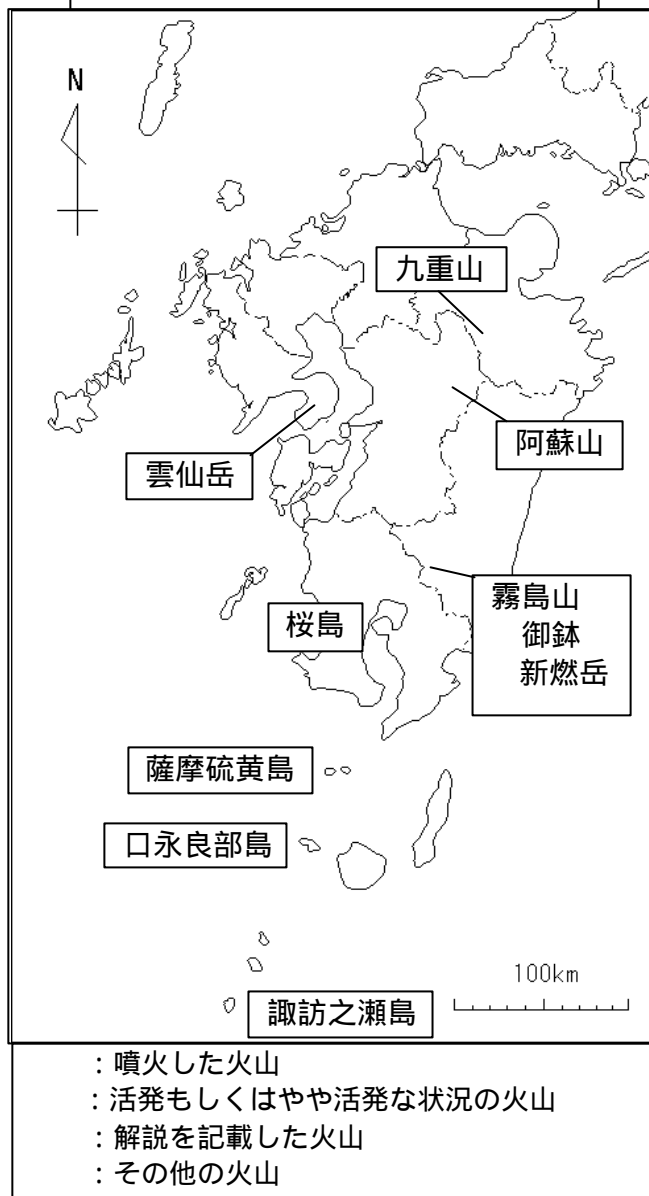 N
九重山
阿蘇山
雲仙岳
霧島山
御鉢
新燃岳
桜島
薩摩硫黄島
口永良部島
100km
諏訪之瀬島
：噴火した火山
：活発もしくはやや活発な状況の火山
：解説を記載した火山
：その他の火山